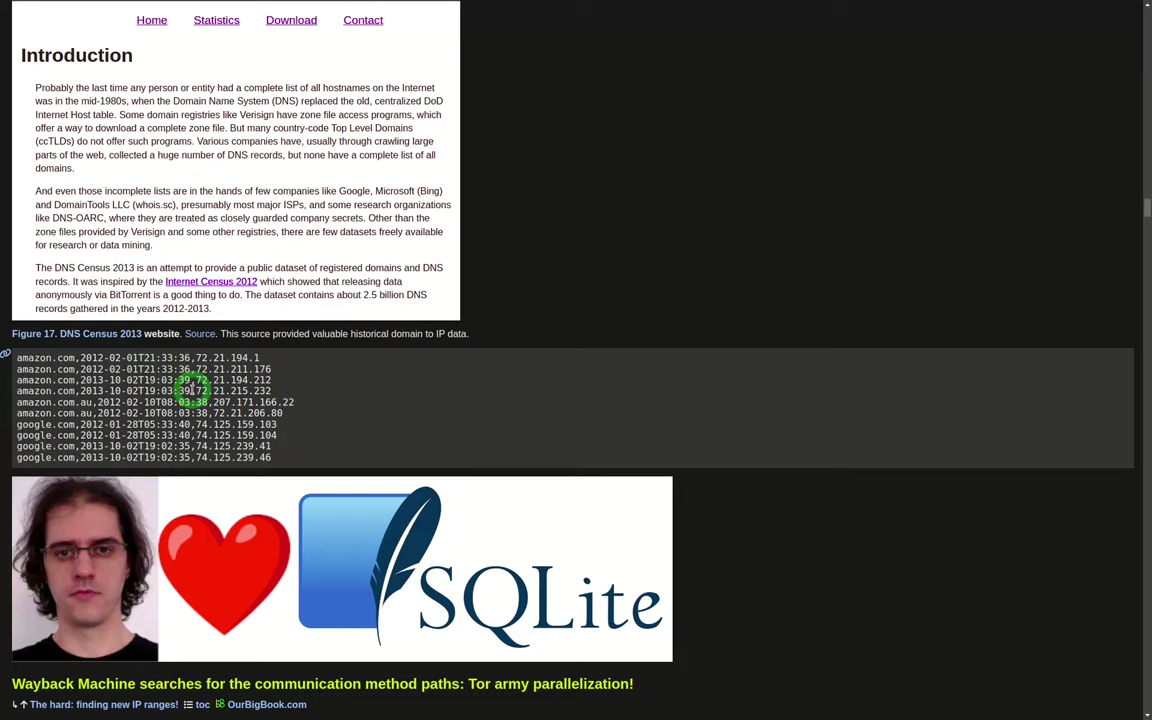 Home Statistics Download Contact
Introduction
Probably the last time any person or entity had a complete list of all hostnames on the Internet
was in the mid-1980s, when the Domain Name System (DNS) replaced the old, centralized DoD
Internet Host table. Some domain registries like Verisign have zone file access programs, which
offer a way to download a complete zone file. But many country-code Top Level Domains
(ccTLDs) do not offer such programs. Various companies have, usually through crawling large
parts of the web, collected a huge number of DNS records, but none have a complete list of all
domains.
And even those incomplete lists are in the hands of few companies like Google, Microsoft (Bing)
and DomainTools LLC (whois.sc), presumably most major ISPs, and some research organizations
like DNS-OARC, where they are treated as closely guarded company secrets. Other than the
zone files provided by Verisign and some other registries, there are few datasets freely available
for research or data mining.
The DNS Census 2013 is an attempt to provide a public dataset of registered domains and DNS
records. It was inspired by the Internet Census 2012 which showed that releasing data
anonymously via BitTorrent is a good thing to do. The dataset contains about 2.5 billion DNS
records gathered in the years 2012-2013.
Figure 17. DNS Census 2013 website. Source. This source provided valuable historical domain to IP data.
amazon.com,2012-02-01T21:33:36,72.21.194.1
amazon.com,2012-02-01T21:33:36,72.21.211.176
amazon.com,2013-10-02T19:03:39,72.21.194.212
amazon.com,2013-10-02T19:03:39,72.21.215.232
amazon.com.au,2012-02-10T08:03:38,207.171.166.22
amazon.com.au,2012-02-10T08:03:38,72.21.206.80
google.com,2012-01-28T05:33:40,74.125.159.103
google.com,2012-01-28T05:33:40,74.125.159.104
google.com,2013-10-02T19:02:35,74.125.239.41
google.com,2013-10-02T19:02:35,74.125.239.46
SQLite
Wayback Machine searches for the communication method paths: Tor army parallelization!
The hard: finding new IP ranges! toc OurBigBook.com